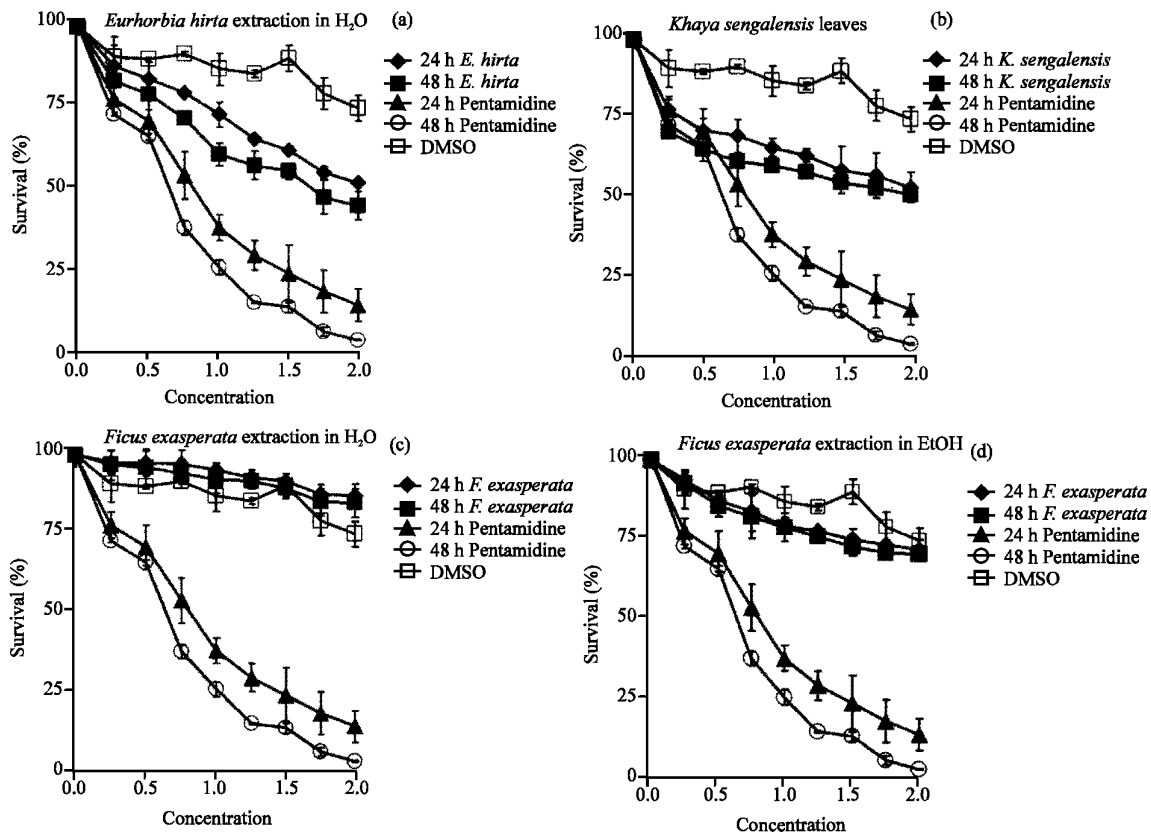 Eurhorbia hirta extraction in H₂O
(a)
24 h E. hirta
48 h E. hirta
24 h Pentamidine
48 h Pentamidine
DMSO
100
75
50
25
0
Survival (%)
0.0 0.5 1.0 1.5 2.0
Concentration
Khaya sengalensis leaves
(b)
24 h K. sengalensis
48 h K. sengalensis
24 h Pentamidine
48 h Pentamidine
DMSO
100
75
50
25
0
Survival (%)
0.0 0.5 1.0 1.5 2.0
Concentration
Ficus exasperata extraction in H₂O
(c)
24 h F. exasperata
48 h F. exasperata
24 h Pentamidine
48 h Pentamidine
DMSO
100
75
50
25
0
Survival (%)
0.0 0.5 1.0 1.5 2.0
Concentration
Ficus exasperata extraction in EtOH
(d)
24 h F. exasperata
48 h F. exasperata
24 h Pentamidine
48 h Pentamidine
DMSO
100
75
50
25
0
Survival (%)
0.0 0.5 1.0 1.5 2.0
Concentration